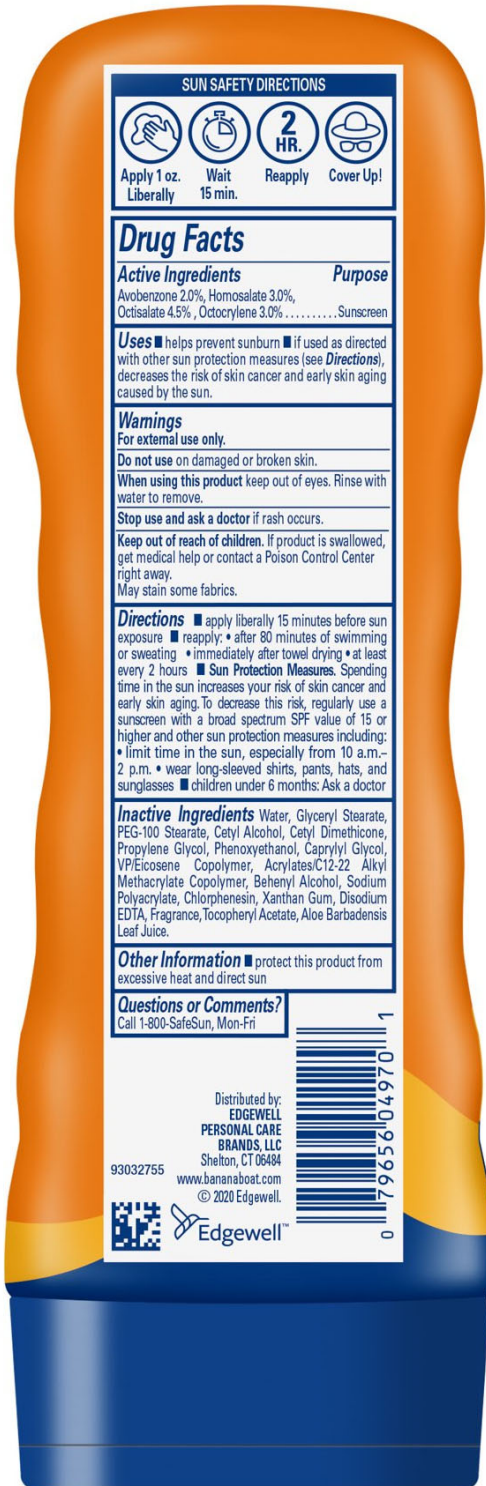 SUN SAFETY DIRECTIONS
2
HR.
Apply 1 oz. Wait Reapply Cover Up!
Liberally 15 min.
Drug Facts
Active Ingredients Purpose
Avobenzone 2.0%, Homosalate 3.0%,
Octisalate 4.5% , Octocrylene 3.0% . . . . . . . . . . Sunscreen
Uses ■ helps prevent sunburn ■ if used as directed
with other sun protection measures (see Directions),
decreases the risk of skin cancer and early skin aging
caused by the sun.
Warnings
For external use only.
Do not use on damaged or broken skin.
When using this product keep out of eyes. Rinse with
water to remove.
Stop use and ask a doctor if rash occurs.
Keep out of reach of children. If product is swallowed,
get medical help or contact a Poison Control Center
right away.
May stain some fabrics.
Directions ■ apply liberally 15 minutes before sun
exposure ■ reapply: • after 80 minutes of swimming
or sweating • immediately after towel drying • at least
every 2 hours ■ Sun Protection Measures. Spending
time in the sun increases your risk of skin cancer and
early skin aging. To decrease this risk, regularly use a
sunscreen with a broad spectrum SPF value of 15 or
higher and other sun protection measures including:
• limit time in the sun, especially from 10 a.m.–
2 p.m. • wear long-sleeved shirts, pants, hats, and
sunglasses ■ children under 6 months: Ask a doctor
Inactive Ingredients Water, Glyceryl Stearate,
PEG-100 Stearate, Cetyl Alcohol, Cetyl Dimethicone,
Propylene Glycol, Phenoxyethanol, Caprylyl Glycol,
VP/Eicosene Copolymer, Acrylates/C12-22 Alkyl
Methacrylate Copolymer, Behenyl Alcohol, Sodium
Polyacrylate, Chlorphenesin, Xanthan Gum, Disodium
EDTA, Fragrance, Tocopheryl Acetate, Aloe Barbadensis
Leaf Juice.
Other Information ■ protect this product from
excessive heat and direct sun
Questions or Comments?
Call 1-800-SafeSun, Mon-Fri
Distributed by:
EDGEWELL
PERSONAL CARE
BRANDS, LLC
Shelton, CT 06484
www.bananaboat.com
© 2020 Edgewell.
93032755
Edgewell™
0 79656 04970 1